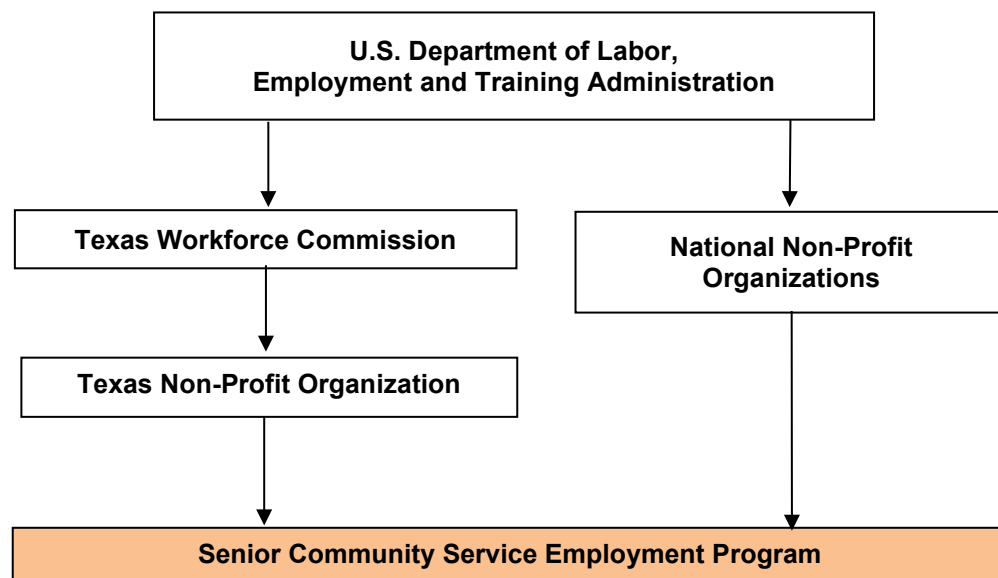 U.S. Department of Labor,
Employment and Training Administration
Texas Workforce Commission
National Non-Profit
Organizations
Texas Non-Profit Organization
Senior Community Service Employment Program